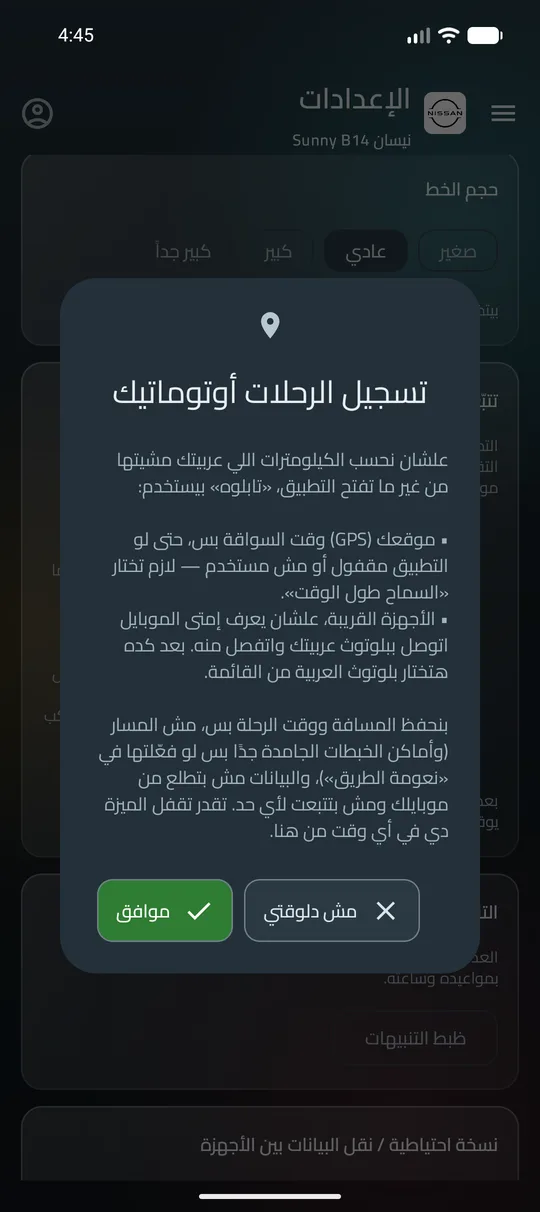 4:45
الإعدادات
نيسان Sunny B14
NISSAN
حجم الخط
صغير
عادي
كبير
كبير جداً
تسجيل الرحلات أوتوماتيك
علشان نحسب الكيلومترات اللي عربيتك مشيتها
من غير ما تفتح التطبيق، «تابلوه» بيستخدم:
• موقعك (GPS) وقت السواقة بس، حتى لو
التطبيق مقفول أو مش مستخدم — لازم تختار
«السماح طول الوقت».
• الأجهزة القريبة، علشان يعرف إمتى الموبايل
اتوصل ببلوتوث عربيتك واتفصل منه. بعد كده
هتختار بلوتوث العربية من القائمة.
بنحفظ المسافة ووقت الرحلة بس، مش المسار
(وأماكن الخبطات الجامدة جدًا بس لو فعّلتها في
«نعومة الطريق»)، والبيانات مش بتطلع من
موبايلك ومش بتتبعت لأي حد. تقدر تقفل الميزة
دي في أي وقت من هنا.
مش دلوقتي
موافق
بمواعيده وساعته.
ظبط التنبيهات
نسخة احتياطية / نقل البيانات بين الأجهزة